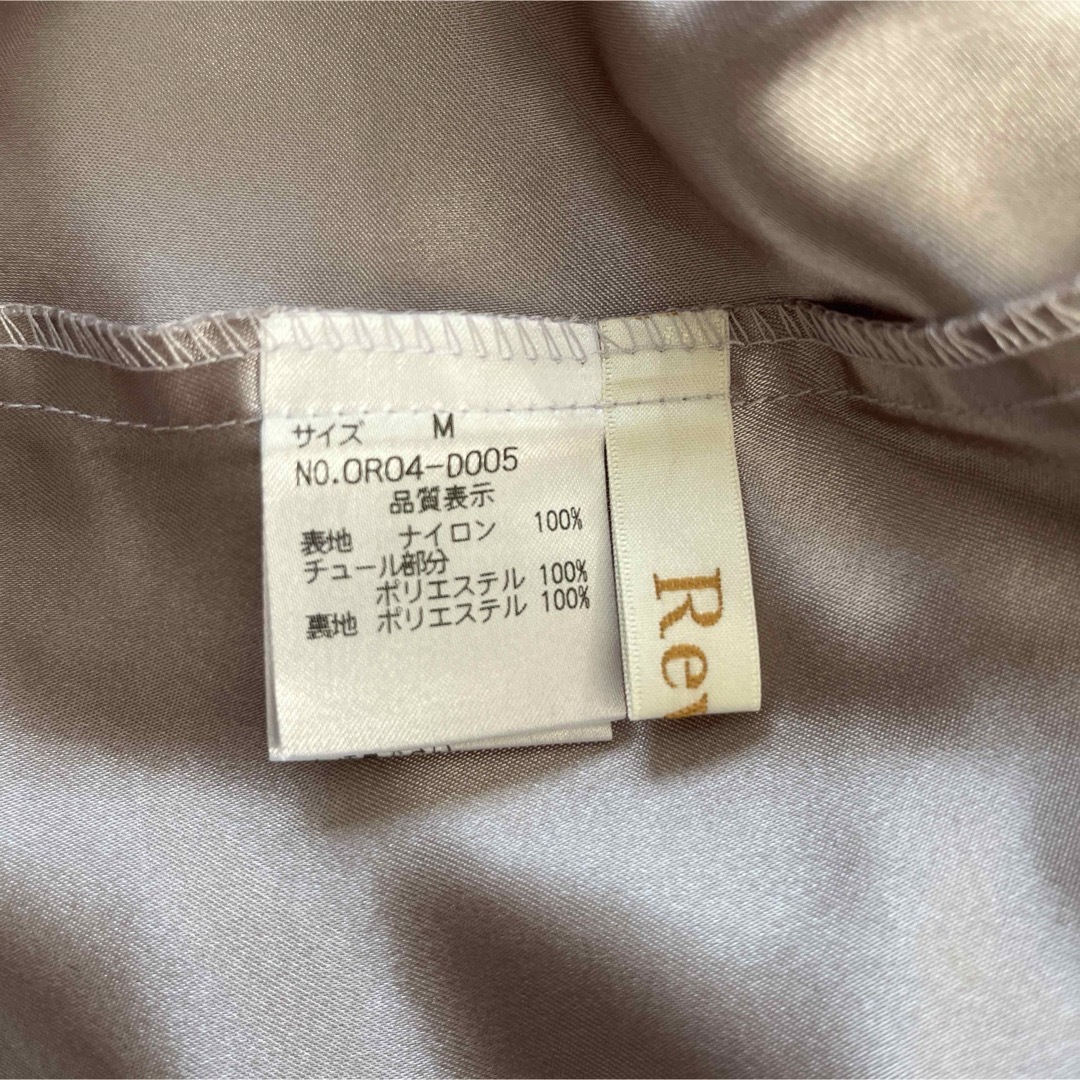 サイズ M
NO.OR04-D005
品質表示
表地 ナイロン 100%
チュール部分
ポリエステル 100%
裏地 ポリエステル 100%
Rev